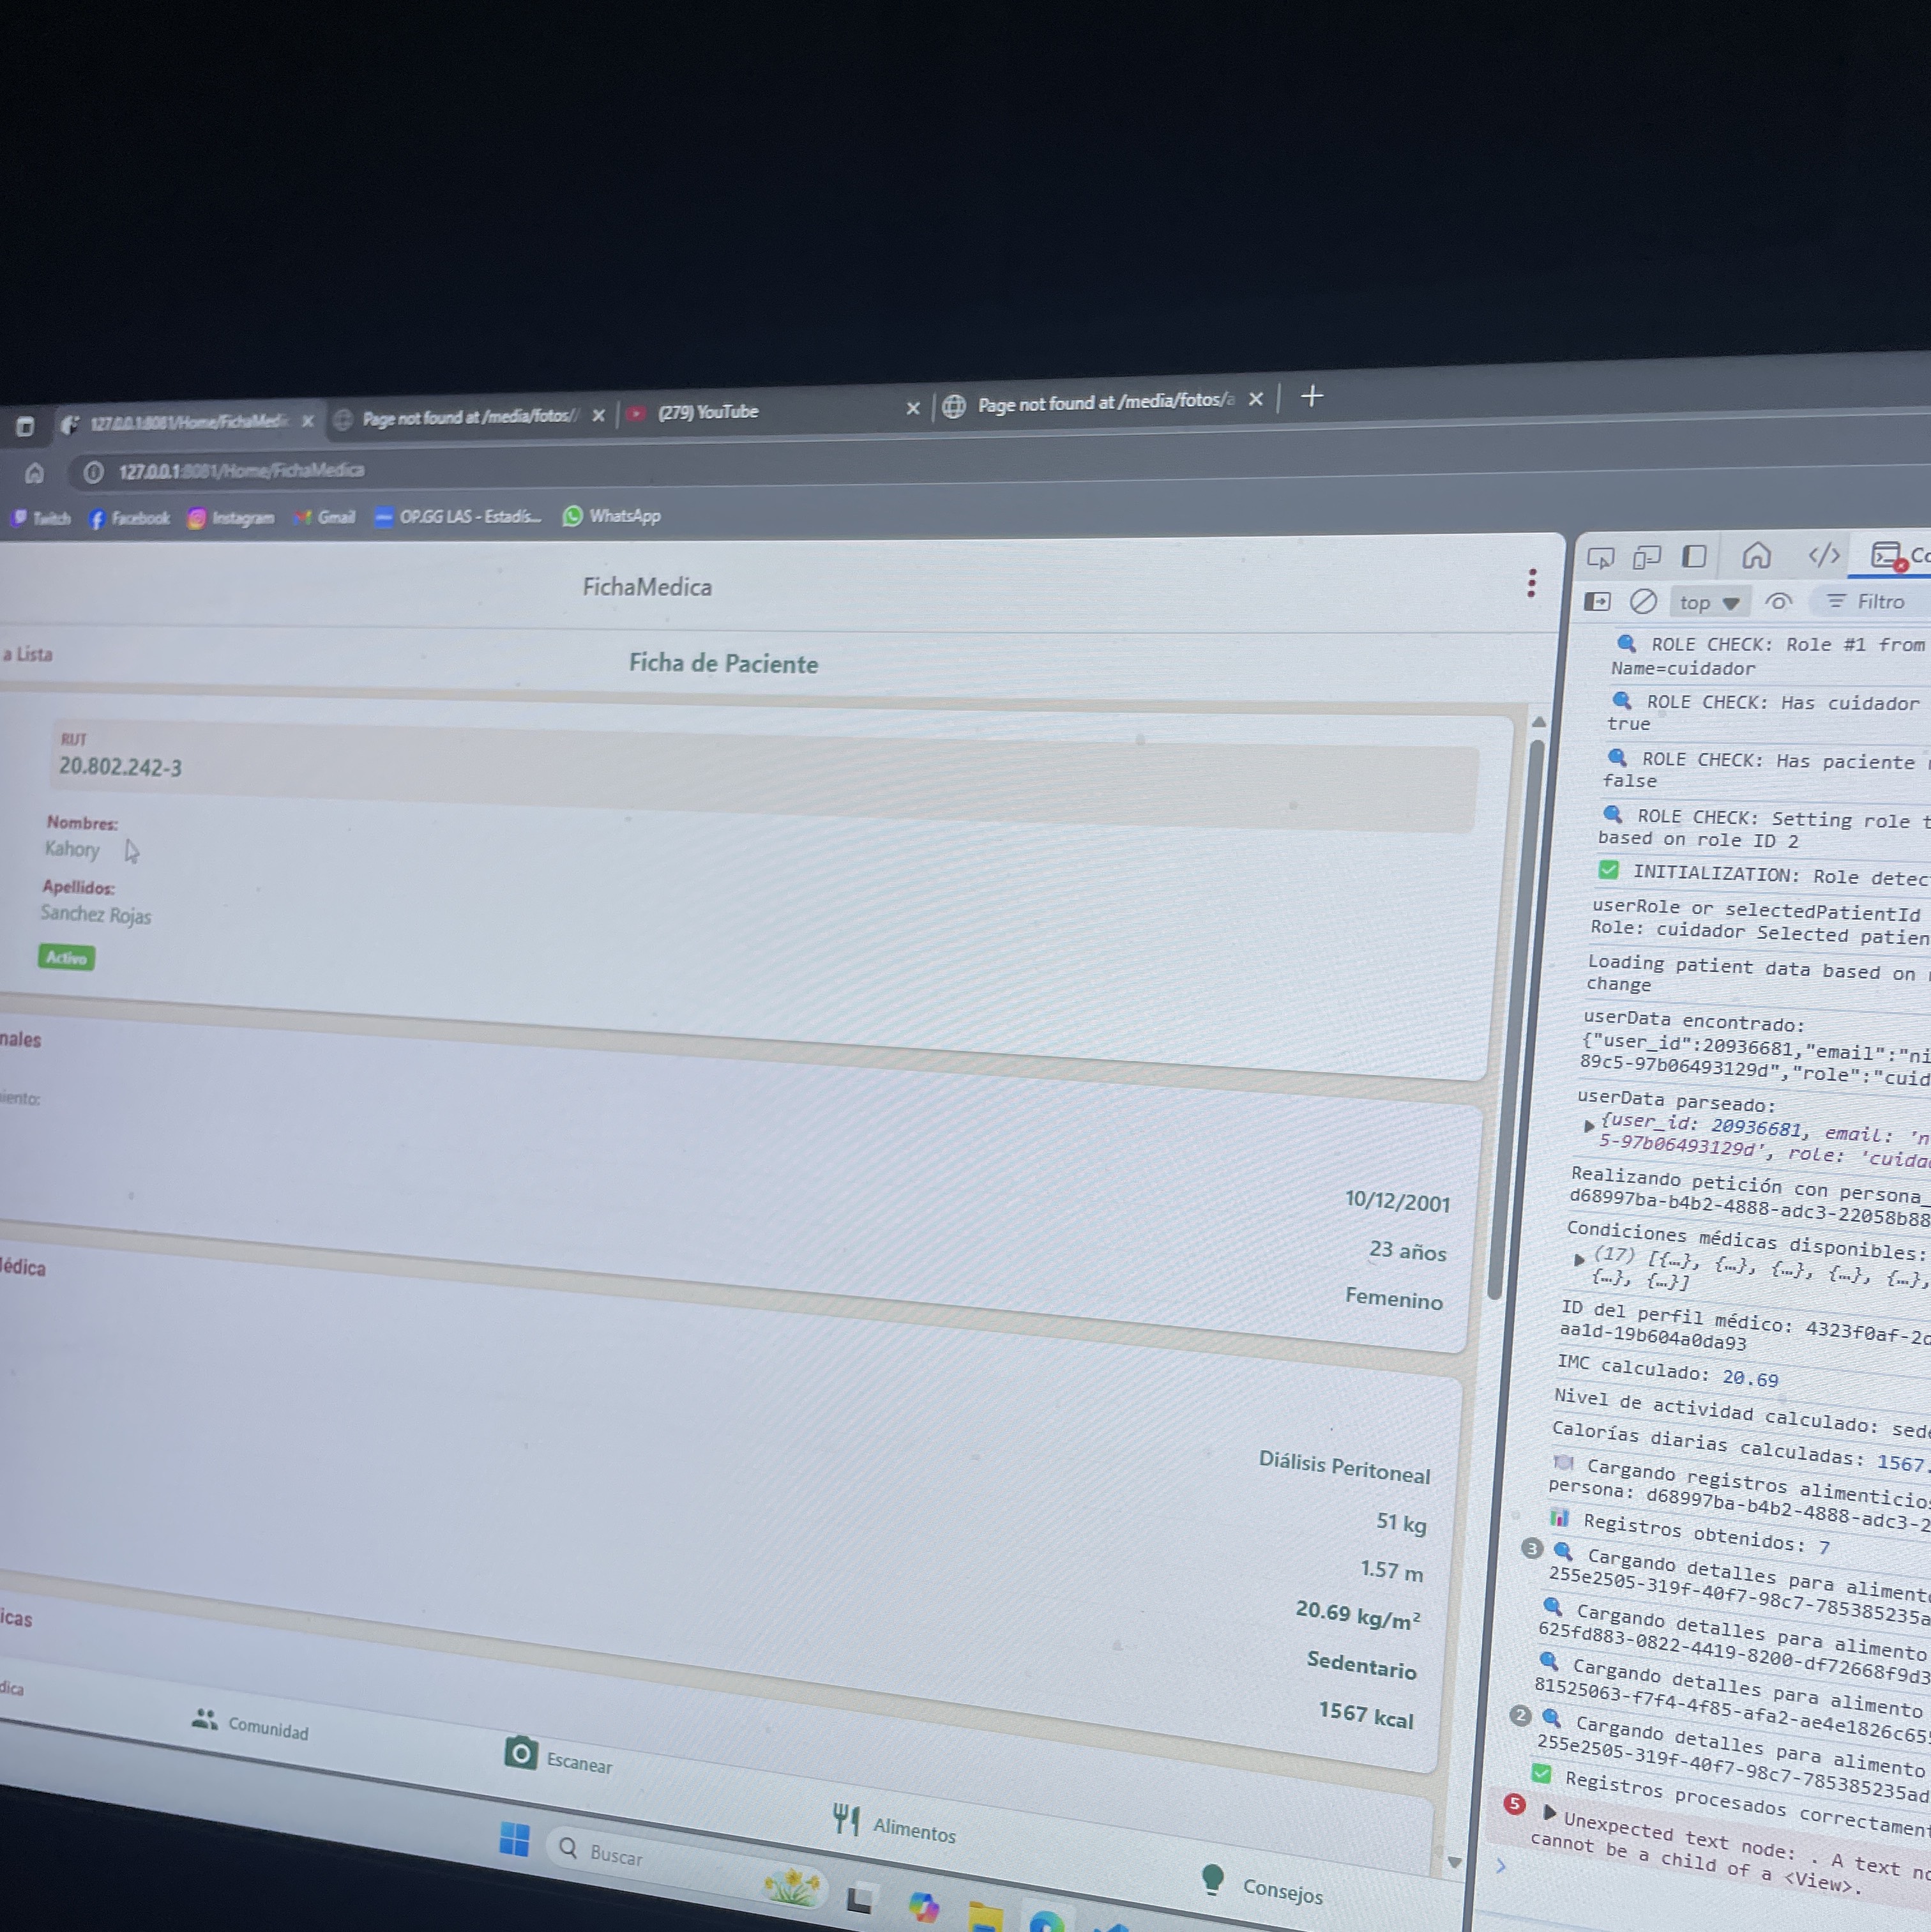 127.0.0.1:8081/Home/FichaMedic
Page not found at /media/fotos//
(279) YouTube
Page not found at /media/fotos/a
127.0.0.1:8081/Home/FichaMedica
Twitch
Facebook
Instagram
Gmail
OP.GG LAS - Estadís...
WhatsApp
FichaMedica
a Lista
Ficha de Paciente
RUT
20.802.242-3
Nombres:
Kahory
Apellidos:
Sanchez Rojas
Activo
nales
iento:
10/12/2001
23 años
Femenino
édica
Diálisis Peritoneal
51 kg
1.57 m
20.69 kg/m²
Sedentario
1567 kcal
icas
dica
Comunidad
Escanear
Alimentos
Consejos
Buscar
Co
top
Filtro
ROLE CHECK: Role #1 from
Name=cuidador
ROLE CHECK: Has cuidador
true
ROLE CHECK: Has paciente
false
ROLE CHECK: Setting role t
based on role ID 2
INITIALIZATION: Role detec
userRole or selectedPatientId
Role: cuidador Selected patien
Loading patient data based on
change
userData encontrado:
{"user_id":20936681,"email":"ni
89c5-97b06493129d","role":"cuid
userData parseado:
{user_id: 20936681, email: 'n
5-97b06493129d', role: 'cuida
Realizando petición con persona_
d68997ba-b4b2-4888-adc3-22058b88
Condiciones médicas disponibles:
(17) [{…}, {…}, {…}, {…}, {…},
{…}, {…}]
ID del perfil médico: 4323f0af-2
aa1d-19b604a0da93
IMC calculado: 20.69
Nivel de actividad calculado: sede
Calorías diarias calculadas: 1567.
Cargando registros alimenticios
persona: d68997ba-b4b2-4888-adc3-2
Registros obtenidos: 7
3 Cargando detalles para alimento
255e2505-319f-40f7-98c7-785385235a
Cargando detalles para alimento
625fd883-0822-4419-8200-df72668f9d3
Cargando detalles para alimento
81525063-f7f4-4f85-afa2-ae4e1826c65
2 Cargando detalles para alimento
255e2505-319f-40f7-98c7-785385235ad
Registros procesados correctament
5 Unexpected text node: . A text no
cannot be a child of a <View>.